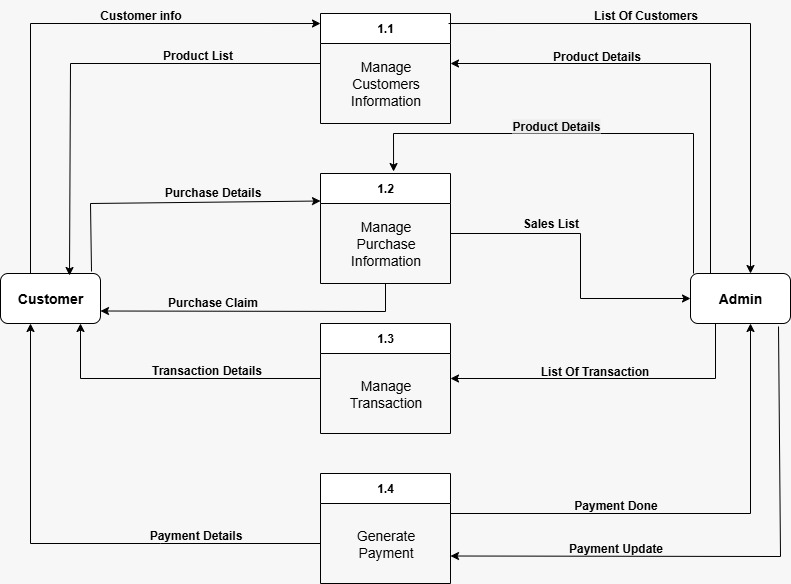 Customer info
List Of Customers
1.1
Product List
Product Details
Manage
Customers
Information
Product Details
1.2
Purchase Details
Manage
Purchase
Information
Sales List
Customer
Admin
Purchase Claim
1.3
Transaction Details
List Of Transaction
Manage
Transaction
1.4
Payment Done
Payment Details
Generate
Payment
Payment Update